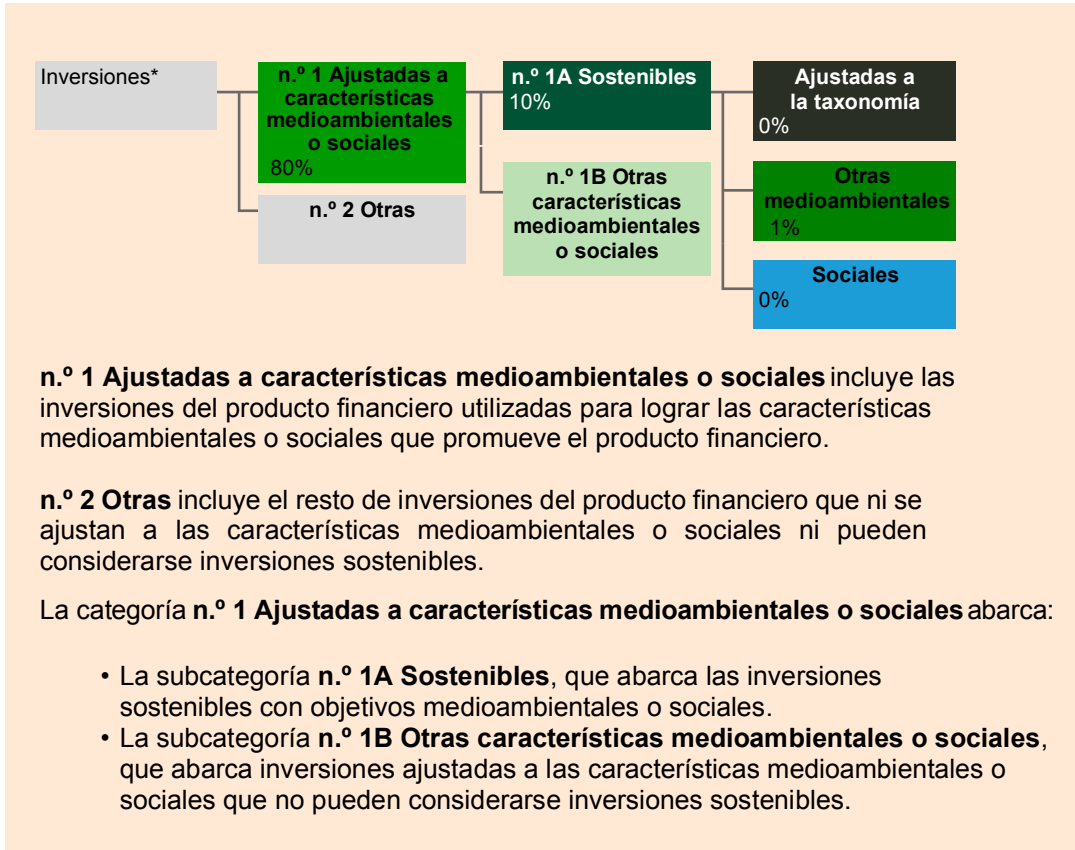 Inversiones*
n.º 1 Ajustadas a
características
medioambientales
o sociales
80%
n.º 2 Otras
n.º 1A Sostenibles
10%
n.º 1B Otras
características
medioambientales
o sociales
Ajustadas a
la taxonomía
0%
Otras
medioambientales
1%
Sociales
0%
n.º 1 Ajustadas a características medioambientales o sociales incluye las
inversiones del producto financiero utilizadas para lograr las características
medioambientales o sociales que promueve el producto financiero.
n.º 2 Otras incluye el resto de inversiones del producto financiero que ni se
ajustan a las características medioambientales o sociales ni pueden
considerarse inversiones sostenibles.
La categoría n.º 1 Ajustadas a características medioambientales o sociales abarca:
• La subcategoría n.º 1A Sostenibles, que abarca las inversiones
sostenibles con objetivos medioambientales o sociales.
• La subcategoría n.º 1B Otras características medioambientales o sociales,
que abarca inversiones ajustadas a las características medioambientales o
sociales que no pueden considerarse inversiones sostenibles.